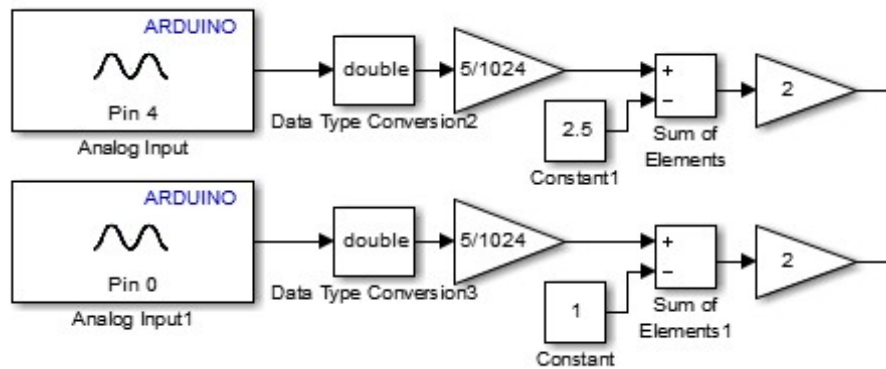 ARDUINO
Pin 4
Analog Input
double
Data Type Conversion2
5/1024
2.5
Constant1
+
−
Sum of
Elements
2
ARDUINO
Pin 0
Analog Input1
double
Data Type Conversion3
5/1024
1
Constant
+
−
Sum of
Elements1
2